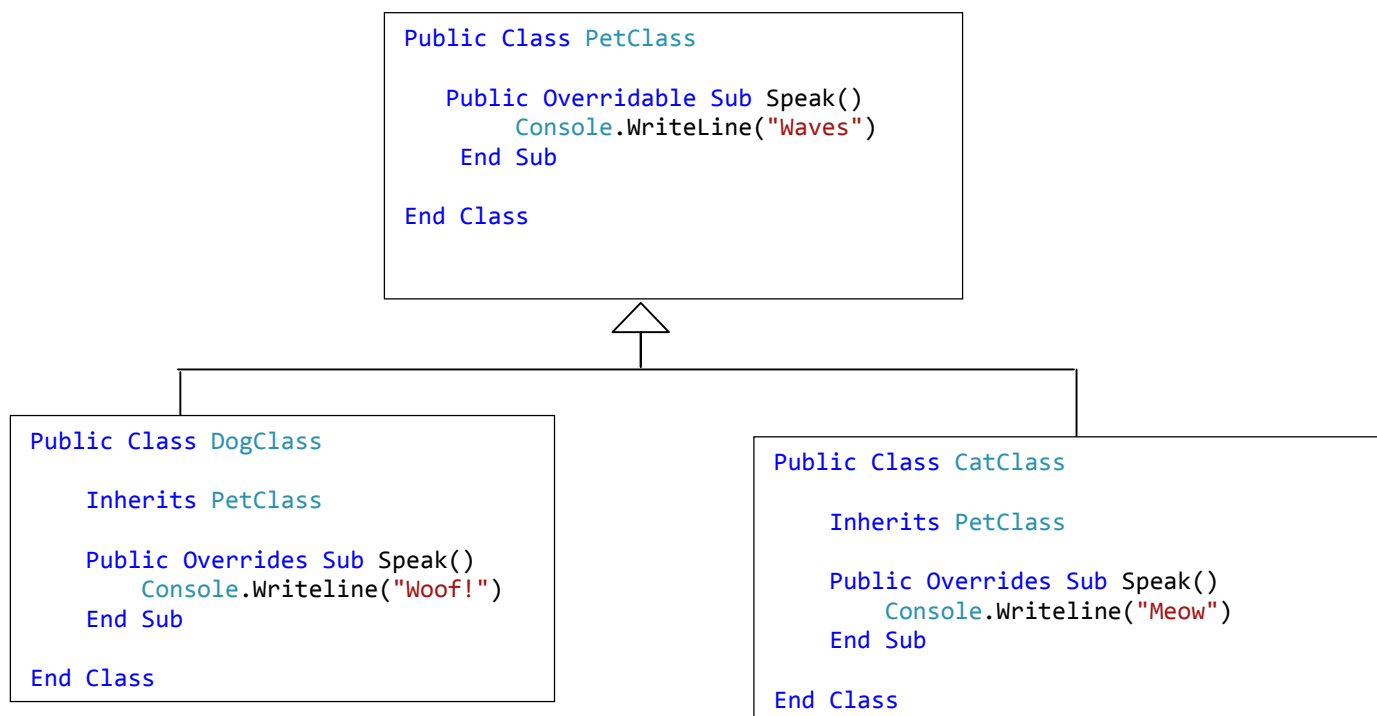 Public Class PetClass
Public Overridable Sub Speak()
Console.WriteLine("Waves")
End Sub
End Class
Public Class DogClass
Inherits PetClass
Public Overrides Sub Speak()
Console.Writeline("Woof!")
End Sub
End Class
Public Class CatClass
Inherits PetClass
Public Overrides Sub Speak()
Console.Writeline("Meow")
End Sub
End Class